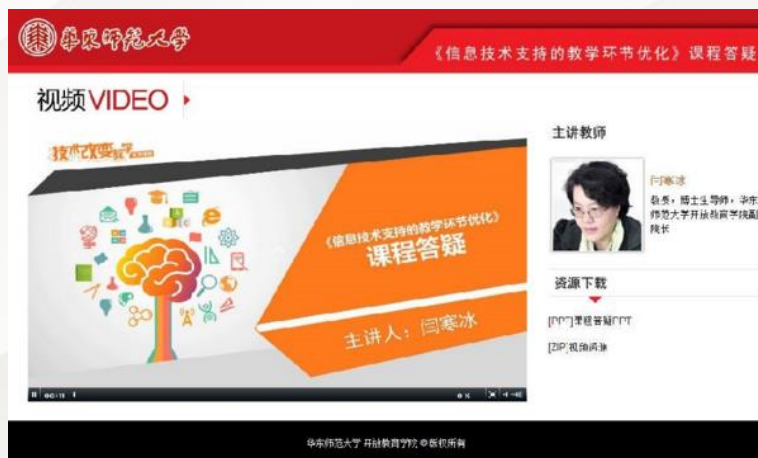 華東師範大學
《信息技术支持的教学环节优化》课程答疑
视频VIDEO
技术改变教学
《信息技术支持的教学环节优化》
课程答疑
主讲人：闫寒冰
主讲教师
闫寒冰
教授，博士生导师，华东
师范大学开放教育学院副
院长
资源下载
[PPT]课程答疑PPT
[ZIP]视频资源
华东师范大学 开放教育学院 ©版权所有